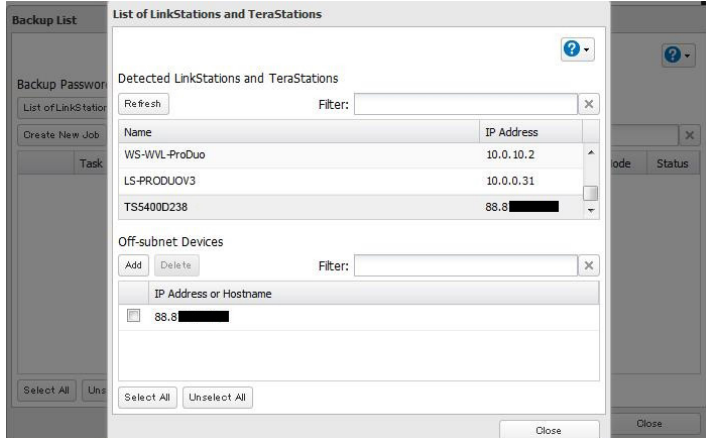 Backup List
List of LinkStations and TeraStations
Detected LinkStations and TeraStations
Backup Passwor
List of LinkStation
Refresh
Filter:
Create New Job
Name
IP Address
Task
ode
Status
WS-WVL-ProDuo
10.0.10.2
LS-PRODUOV3
10.0.0.31
TS5400D238
88.8
Off-subnet Devices
Add
Delete
Filter:
IP Address or Hostname
88.8
Select All
Uns
Select All
Unselect All
Close
Close